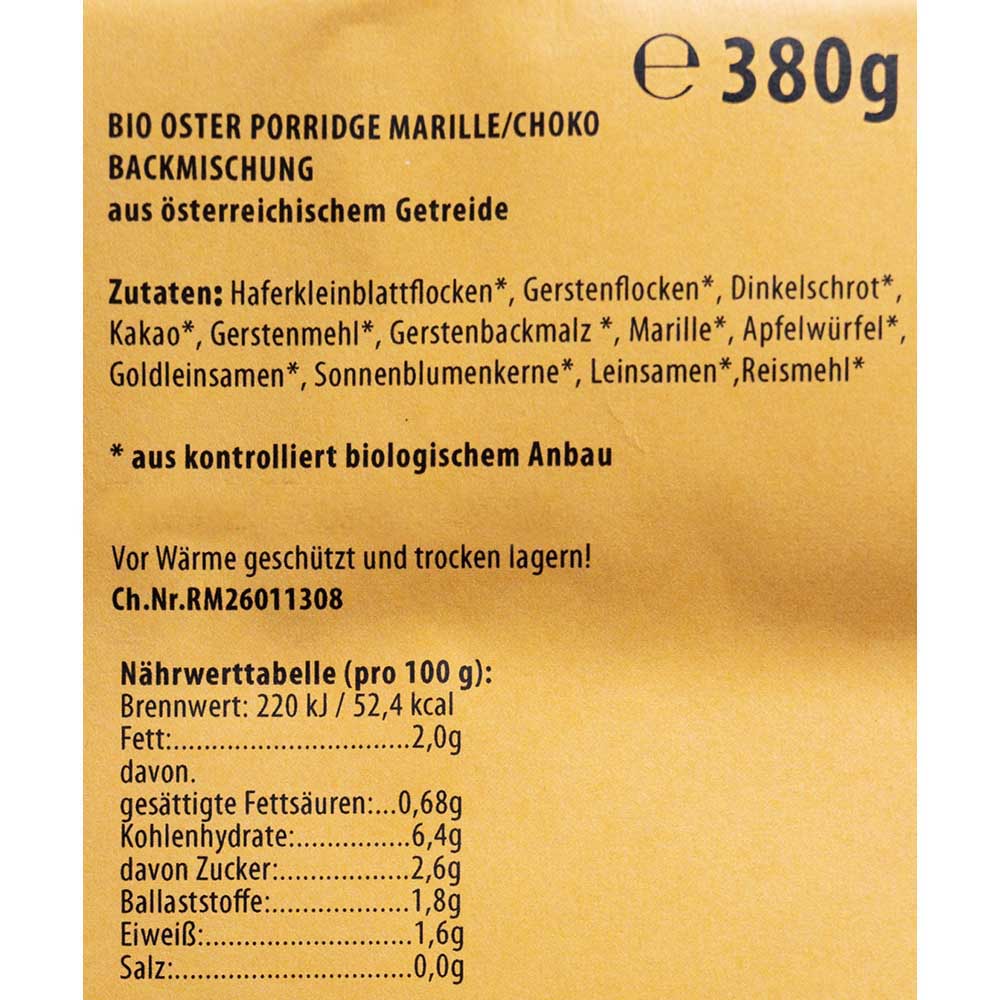 ℮ 380g
BIO OSTER PORRIDGE MARILLE/CHOKO
BACKMISCHUNG
aus österreichischem Getreide
Zutaten: Haferkleinblattflocken*, Gerstenflocken*, Dinkelschrot*,
Kakao*, Gerstenmehl*, Gerstenbackmalz *, Marille*, Apfelwürfel*,
Goldleinsamen*, Sonnenblumenkerne*, Leinsamen*,Reismehl*
* aus kontrolliert biologischem Anbau
Vor Wärme geschützt und trocken lagern!
Ch.Nr.RM26011308
Nährwerttabelle (pro 100 g):
Brennwert: 220 kJ / 52,4 kcal
Fett:..............................2,0g
davon.
gesättigte Fettsäuren:...0,68g
Kohlenhydrate:...............6,4g
davon Zucker:.................2,6g
Ballaststoffe:..................1,8g
Eiweiß:...........................1,6g
Salz:..............................0,0g